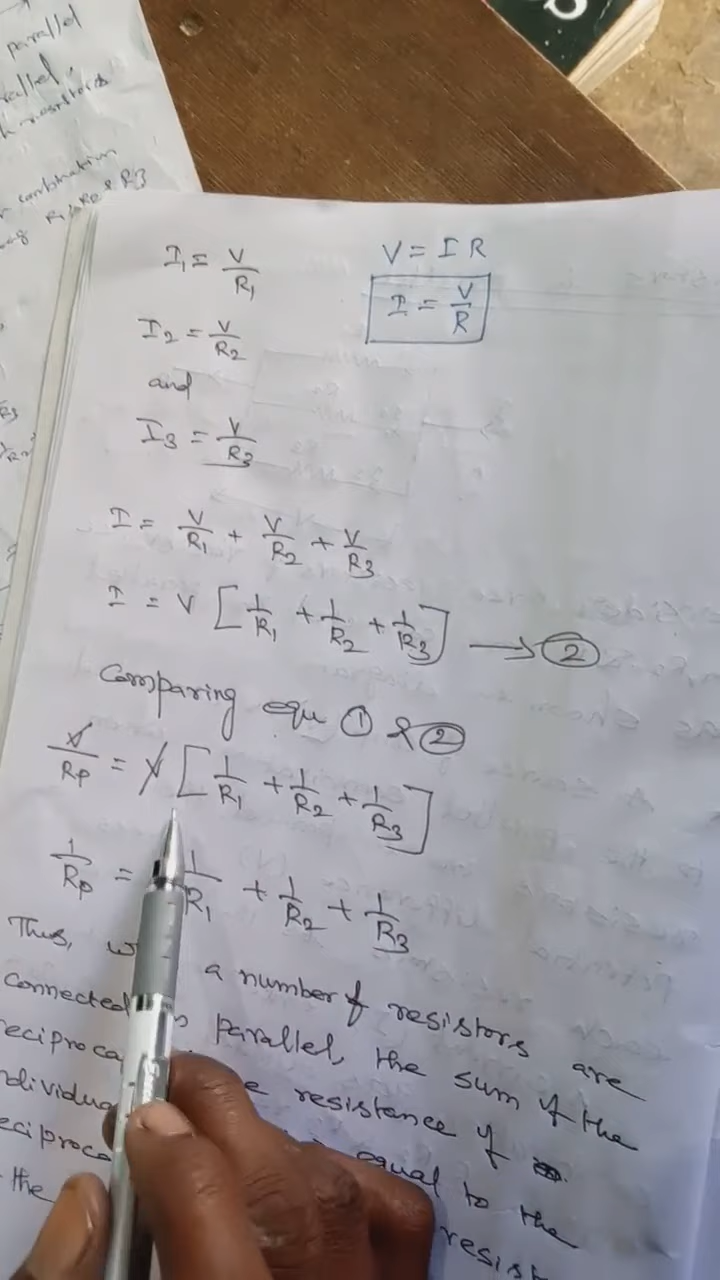 parallel
I₁ = V/R₁
V = I R
I = V/R
I₂ = V/R₂
and
I₃ = V/R₃
I = V/R₁ + V/R₂ + V/R₃
I = V [1/R₁ + 1/R₂ + 1/R₃] → ②
Comparing equ ① & ②
V/Rp = V [1/R₁ + 1/R₂ + 1/R₃]
1/Rp = 1/R₁ + 1/R₂ + 1/R₃
Thus, a number of resistors are
connected parallel, the sum of the
resistance of
equal to the
the